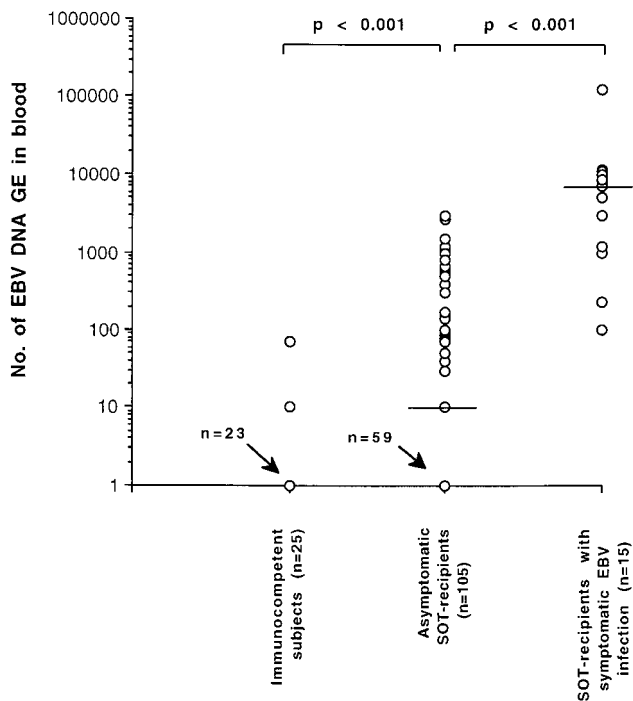 p < 0.001
p < 0.001
No. of EBV DNA GE in blood
1000000
100000
10000
1000
100
10
1
n=23
n=59
Immunocompetent
subjects (n=25)
Asymptomatic
SOT-recipients
(n=105)
SOT-recipients with
symptomatic EBV
infection (n=15)